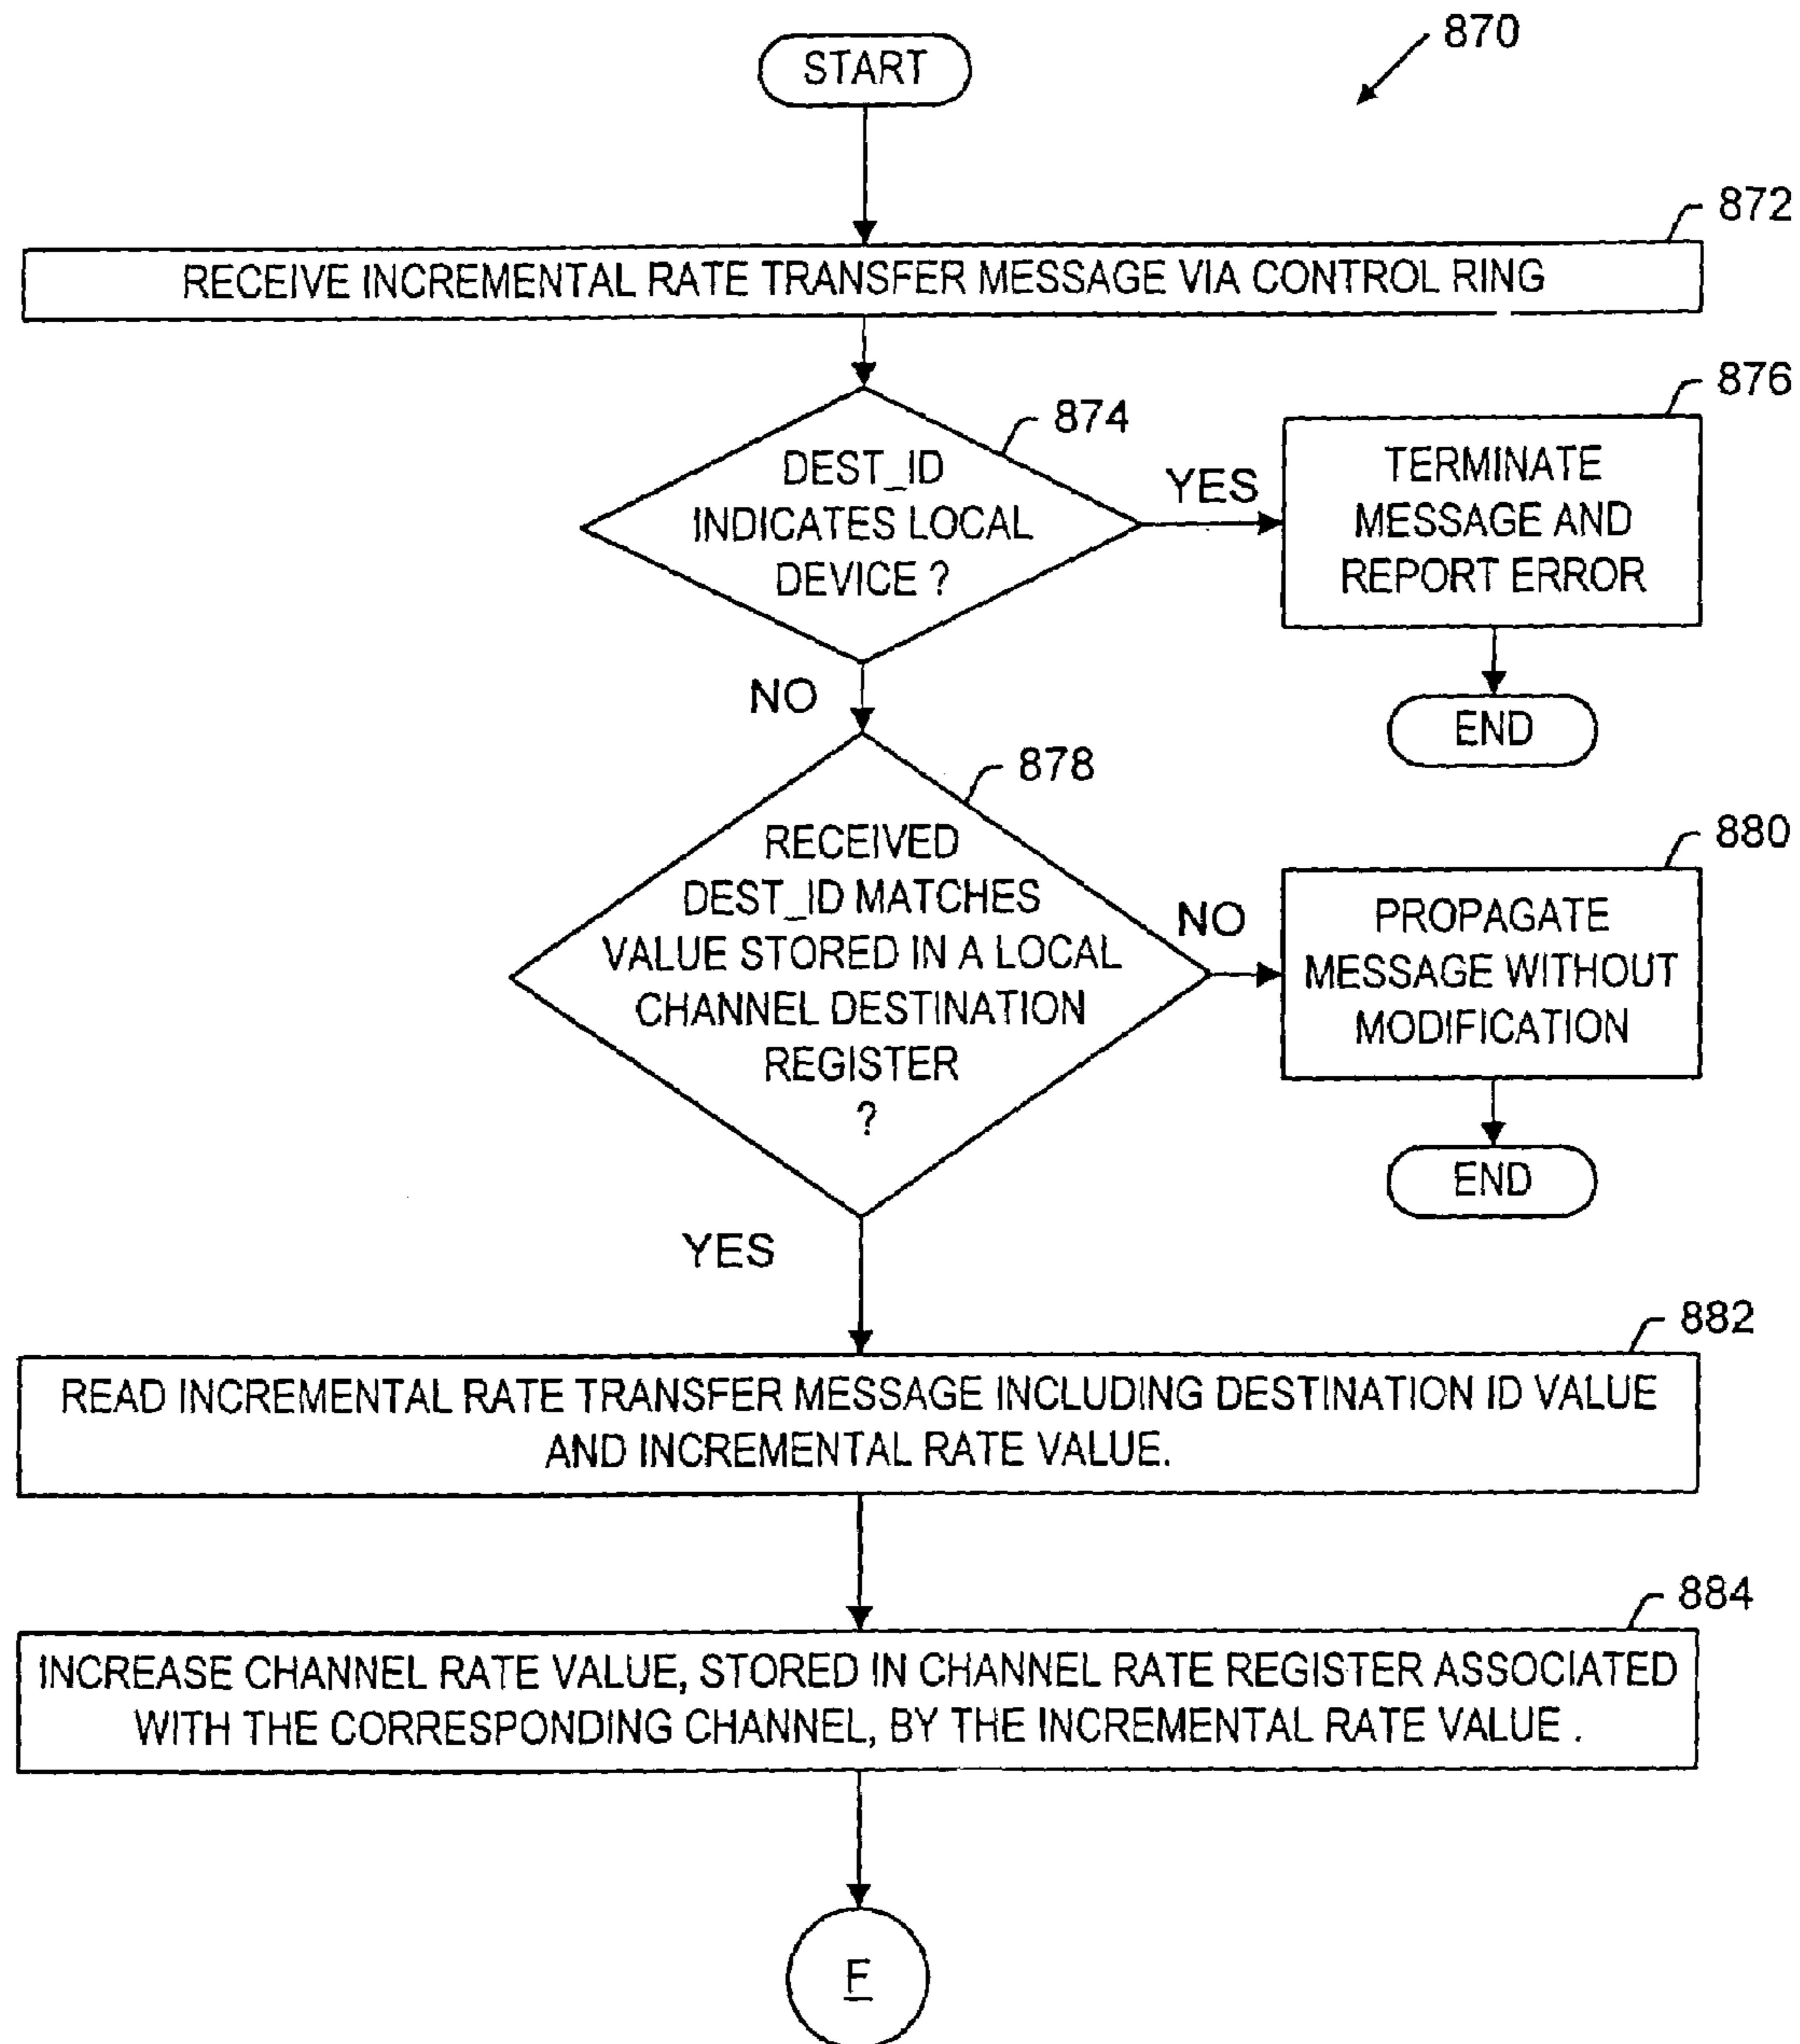 870
START
872
RECEIVE INCREMENTAL RATE TRANSFER MESSAGE VIA CONTROL RING
874
DEST_ID
INDICATES LOCAL
DEVICE ?
YES
876
TERMINATE
MESSAGE AND
REPORT ERROR
END
NO
878
RECEIVED
DEST_ID MATCHES
VALUE STORED IN A LOCAL
CHANNEL DESTINATION
REGISTER
?
NO
880
PROPAGATE
MESSAGE WITHOUT
MODIFICATION
END
YES
882
READ INCREMENTAL RATE TRANSFER MESSAGE INCLUDING DESTINATION ID VALUE
AND INCREMENTAL RATE VALUE.
884
INCREASE CHANNEL RATE VALUE, STORED IN CHANNEL RATE REGISTER ASSOCIATED
WITH THE CORRESPONDING CHANNEL, BY THE INCREMENTAL RATE VALUE .
F